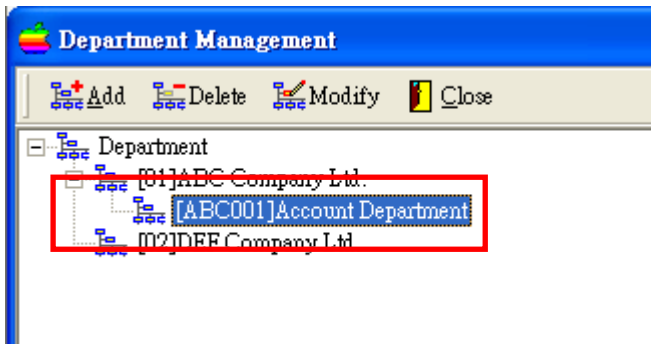 Department Management
Add Delete Modify Close
Department
[01]ABC Company Ltd.
[ABC001]Account Department
[02]DEF Company Ltd